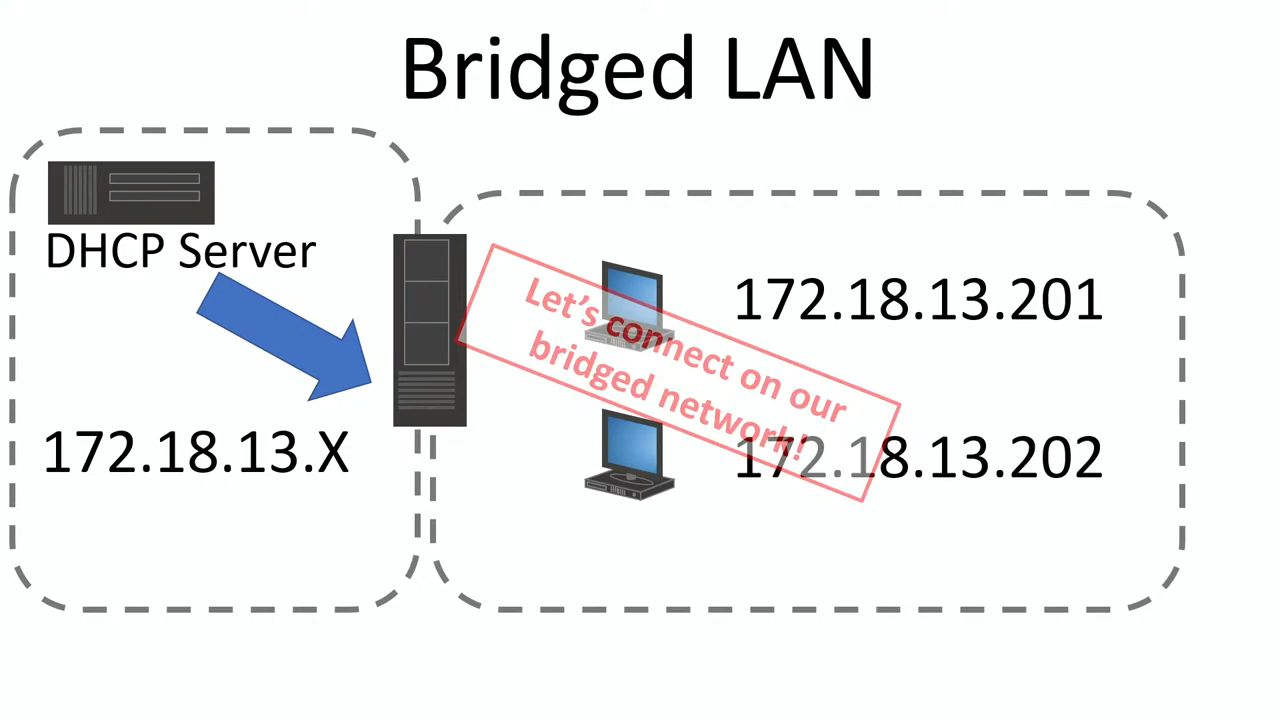 Bridged LAN
DHCP Server
172.18.13.X
Let's connect on our
bridged network!
172.18.13.201
172.18.13.202